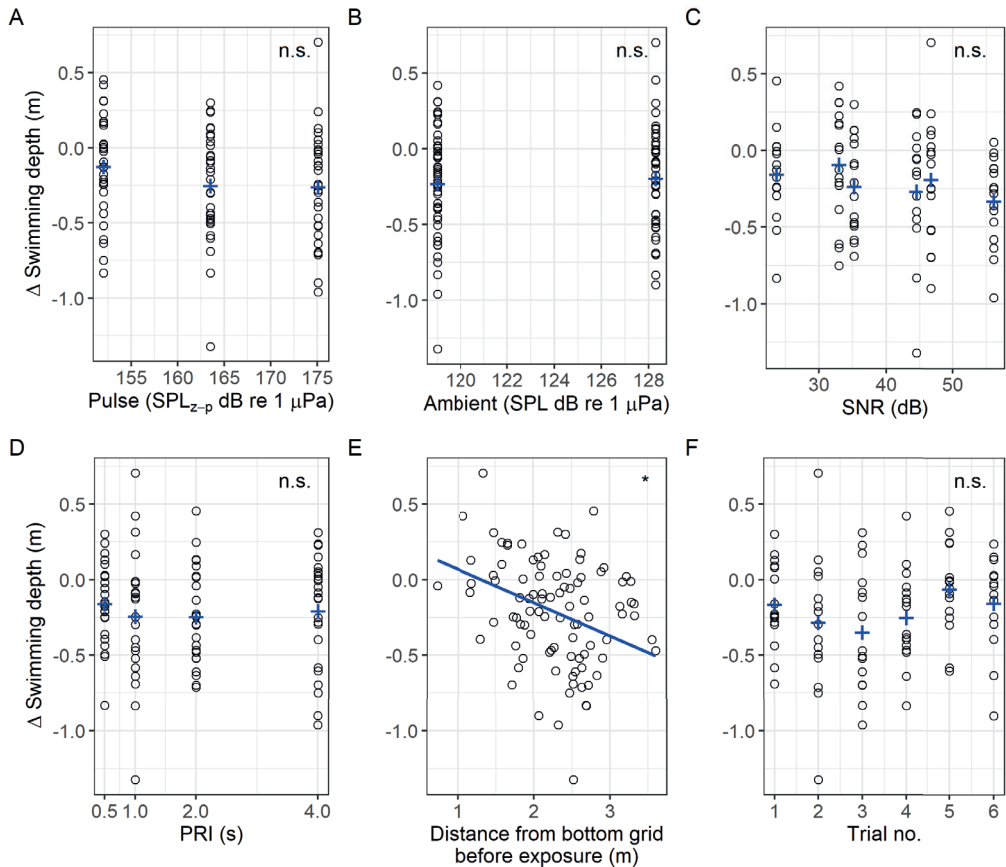 A
B
C
n.s.
n.s.
n.s.
Δ Swimming depth (m)
0.5
0.0
-0.5
-1.0
0.5
0.0
-0.5
-1.0
0.5
0.0
-0.5
-1.0
155 160 165 170 175
120 122 124 126 128
30 40 50
Pulse (SPLz–p dB re 1 μPa)
Ambient (SPL dB re 1 μPa)
SNR (dB)
D
E
F
n.s.
*
n.s.
Δ Swimming depth (m)
0.5
0.0
-0.5
-1.0
0.5
0.0
-0.5
-1.0
0.5
0.0
-0.5
-1.0
0.5 1.0 2.0 4.0
1 2 3
1 2 3 4 5 6
PRI (s)
Distance from bottom grid
before exposure (m)
Trial no.